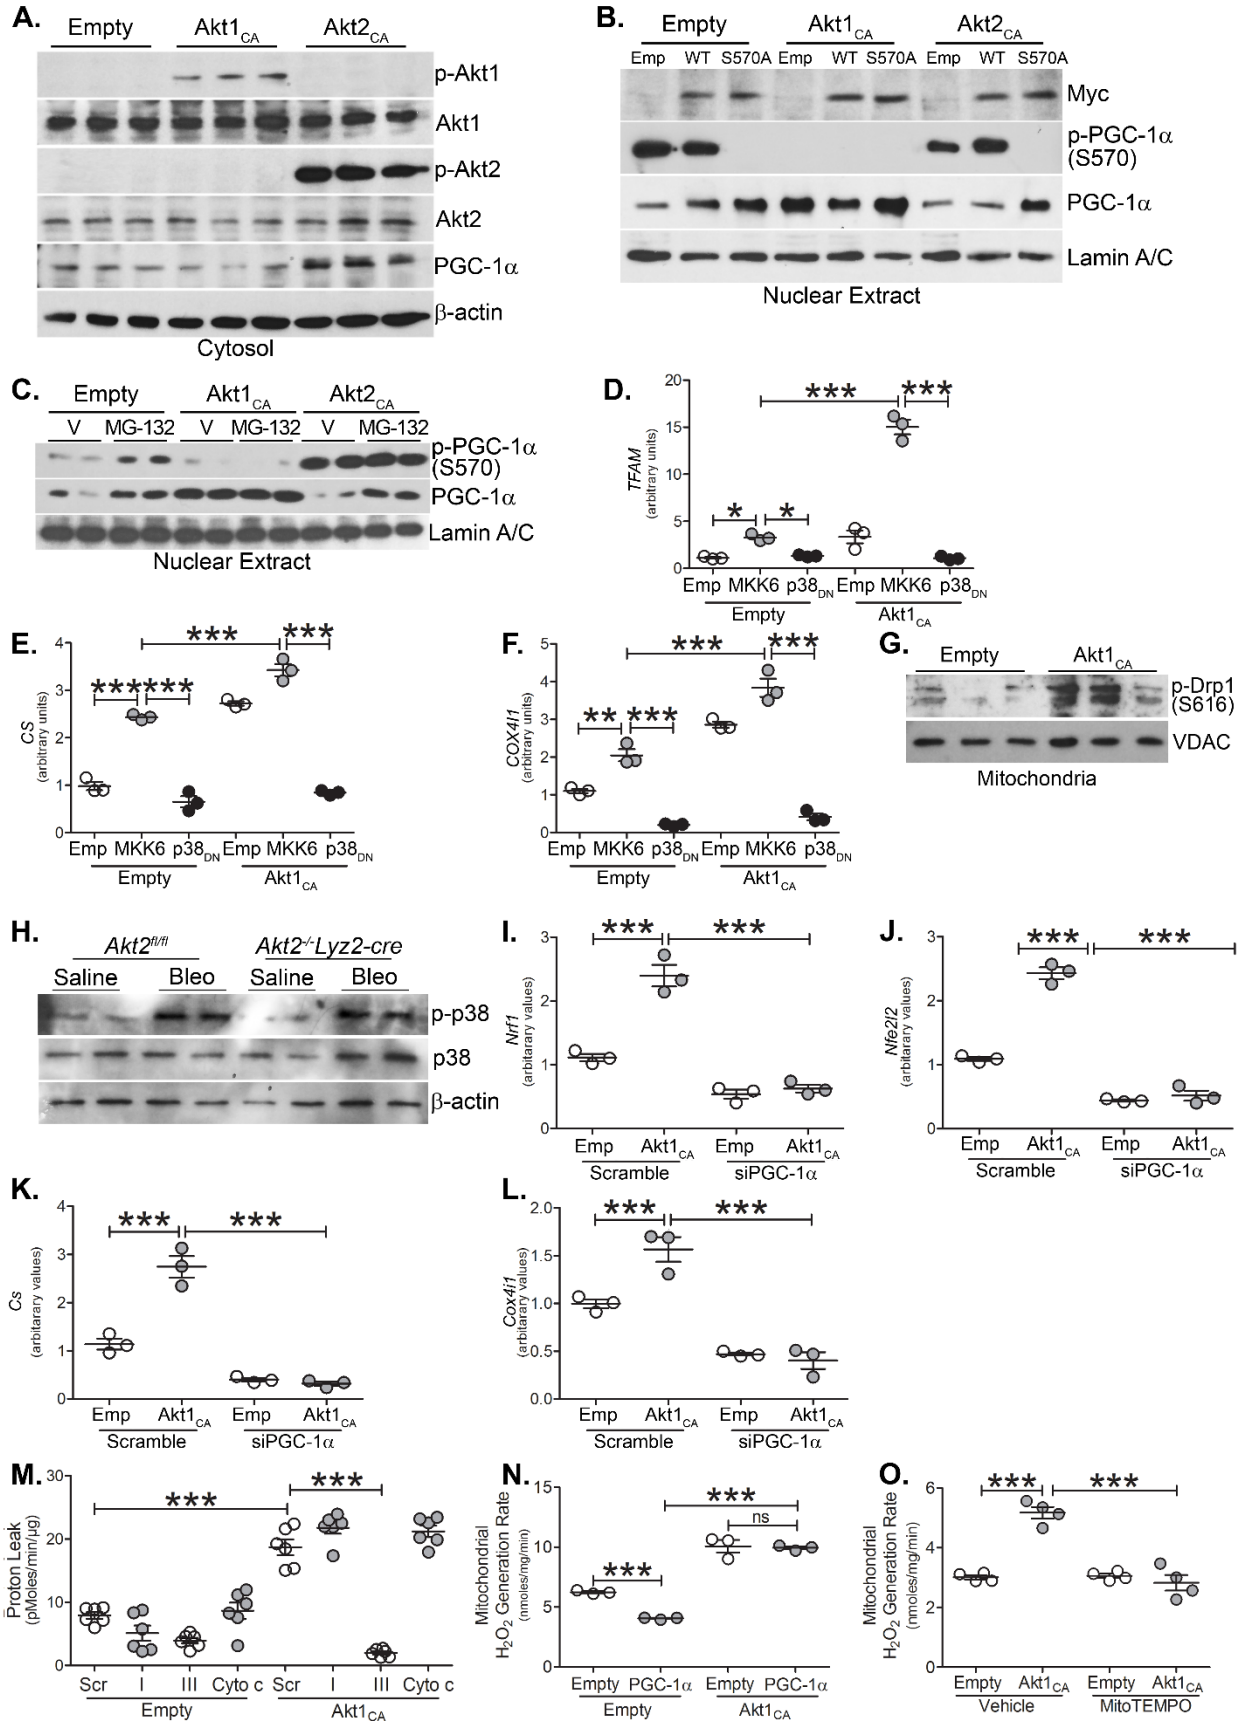 A.
Empty Akt1CA Akt2CA
p-Akt1
Akt1
p-Akt2
Akt2
PGC-1α
β-actin
Cytosol
B.
Empty Akt1CA Akt2CA
Emp WT S570A Emp WT S570A Emp WT S570A
Myc
p-PGC-1α
(S570)
PGC-1α
Lamin A/C
Nuclear Extract
C.
Empty Akt1CA Akt2CA
V MG-132 V MG-132 V MG-132
p-PGC-1α
(S570)
PGC-1α
Lamin A/C
Nuclear Extract
D.
TFAM
(arbitrary units)
20
15
10
5
0
*** ***
* *
Emp MKK6 p38DN Emp MKK6 p38DN
Empty Akt1CA
E.
CS
(arbitrary units)
4
3
2
1
0
*** ***
*** ***
Emp MKK6 p38DN Emp MKK6 p38DN
Empty Akt1CA
F.
COX4I1
(arbitrary units)
5
4
3
2
1
0
*** ***
** ***
Emp MKK6 p38DN Emp MKK6 p38DN
Empty Akt1CA
G.
Empty Akt1CA
p-Drp1
(S616)
VDAC
Mitochondria
H.
Akt2fl/fl Akt2-/-Lyz2-cre
Saline Bleo Saline Bleo
p-p38
p38
β-actin
I.
Nrf1
(arbitarary values)
3
2
1
0
*** ***
Emp Akt1CA Emp Akt1CA
Scramble siPGC-1α
J.
Nfe2l2
(arbitarary values)
3
2
1
0
*** ***
Emp Akt1CA Emp Akt1CA
Scramble siPGC-1α
K.
Cs
(arbitarary values)
4
3
2
1
0
*** ***
Emp Akt1CA Emp Akt1CA
Scramble siPGC-1α
L.
Cox4i1
(arbitarary values)
2.0
1.5
1.0
0.5
0.0
*** ***
Emp Akt1CA Emp Akt1CA
Scramble siPGC-1α
M.
Proton Leak
(pMoles/min/µg)
30
20
10
0
*** ***
Scr I III Cyto c Scr I III Cyto c
Empty Akt1CA
N.
Mitochondrial
H2O2 Generation Rate
(nmoles/mg/min)
15
10
5
0
***
ns
***
Empty PGC-1α Empty PGC-1α
Empty Akt1CA
O.
Mitochondrial
H2O2 Generation Rate
(nmoles/mg/min)
6
4
2
0
*** ***
Empty Akt1CA Empty Akt1CA
Vehicle MitoTEMPO